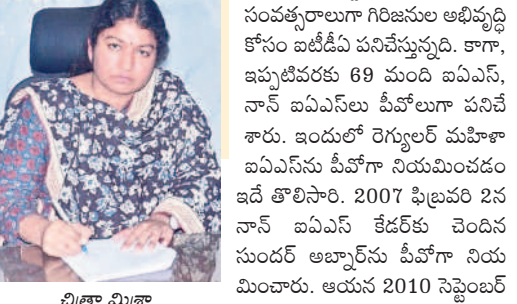 సంవత్సరాలుగా గిరిజనుల అభివృద్ధి
కోసం ఐటీడీఏ పనిచేస్తున్నది. కాగా,
ఇప్పటివరకు 69 మంది ఐఏఎస్,
నాన్ ఐఏఎస్‌లు పీవోలుగా పనిచే
శారు. ఇందులో రెగ్యులర్ మహిళా
ఐఏఎస్‌ను పీవోగా నియమించడం
ఇదే తొలిసారి. 2007 ఫిబ్రవరి 2న
నాన్ ఐఏఎస్ కేడర్‌కు చెందిన
సుందర్ అబ్నార్‌ను పీవోగా నియ
మించారు. ఆయన 2010 సెప్టెంబర్
చిత్రా మిశ్రా